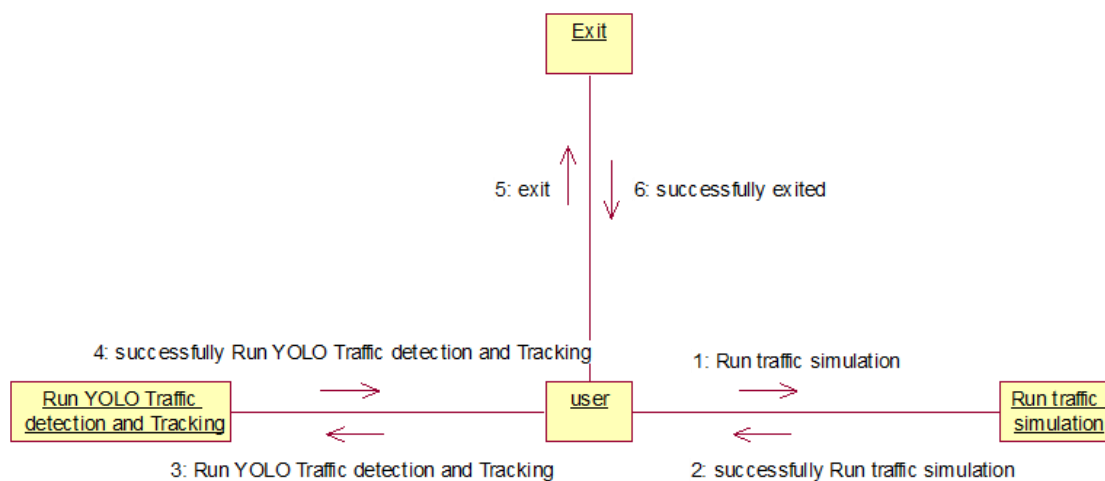 Exit
5: exit
6: successfully exited
4: successfully Run YOLO Traffic detection and Tracking
1: Run traffic simulation
Run YOLO Traffic
detection and Tracking
user
Run traffic
simulation
3: Run YOLO Traffic detection and Tracking
2: successfully Run traffic simulation